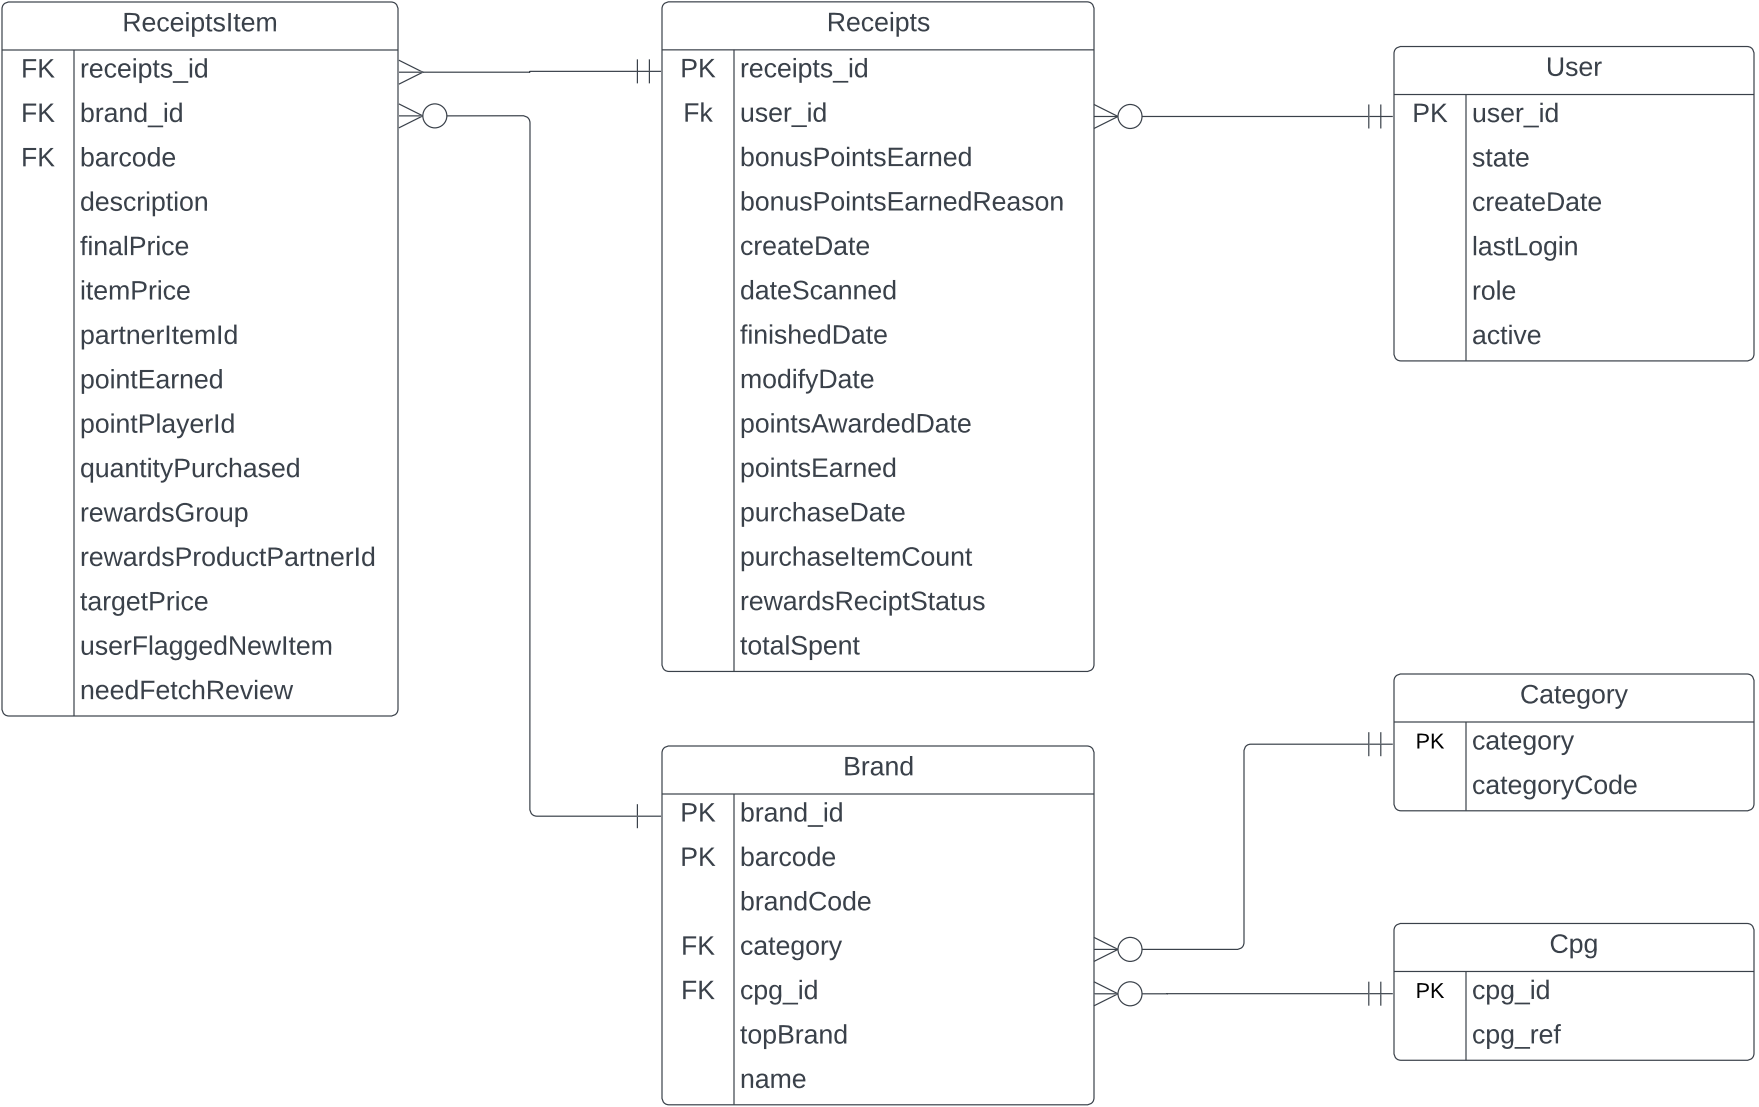 ReceiptsItem
FK receipts_id
FK brand_id
FK barcode
description
finalPrice
itemPrice
partnerItemId
pointEarned
pointPlayerId
quantityPurchased
rewardsGroup
rewardsProductPartnerId
targetPrice
userFlaggedNewItem
needFetchReview
Receipts
PK receipts_id
Fk user_id
bonusPointsEarned
bonusPointsEarnedReason
createDate
dateScanned
finishedDate
modifyDate
pointsAwardedDate
pointsEarned
purchaseDate
purchaseItemCount
rewardsReciptStatus
totalSpent
User
PK user_id
state
createDate
lastLogin
role
active
Brand
PK brand_id
PK barcode
brandCode
FK category
FK cpg_id
topBrand
name
Category
PK category
categoryCode
Cpg
PK cpg_id
cpg_ref